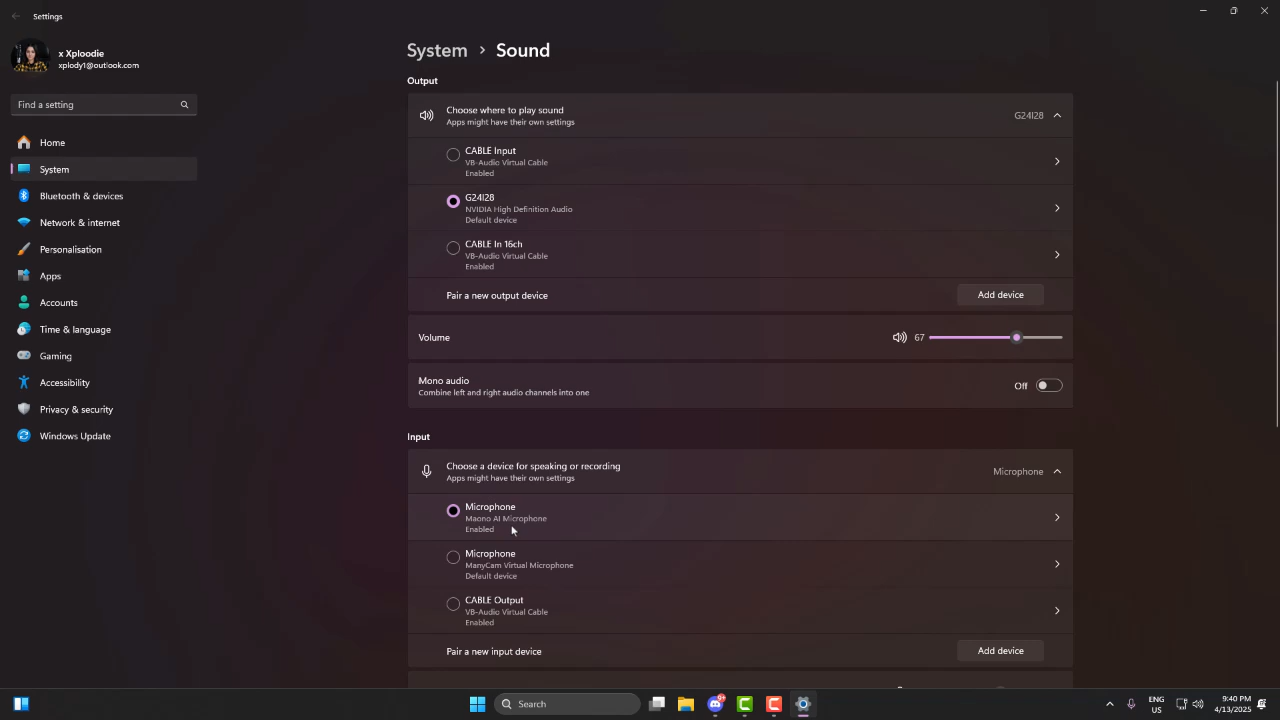 Settings
x Xploodie
xplody1@outlook.com
Find a setting
Home
System
Bluetooth & devices
Network & internet
Personalisation
Apps
Accounts
Time & language
Gaming
Accessibility
Privacy & security
Windows Update
System > Sound
Output
Choose where to play sound
Apps might have their own settings
G24I28
CABLE Input
VB-Audio Virtual Cable
Enabled
G24I28
NVIDIA High Definition Audio
Default device
CABLE In 16ch
VB-Audio Virtual Cable
Enabled
Pair a new output device
Add device
Volume
67
Mono audio
Combine left and right audio channels into one
Off
Input
Choose a device for speaking or recording
Apps might have their own settings
Microphone
Microphone
Maono AI Microphone
Enabled
Microphone
ManyCam Virtual Microphone
Default device
CABLE Output
VB-Audio Virtual Cable
Enabled
Pair a new input device
Add device
Search
9+
ENG
US
9:40 PM
4/13/2025